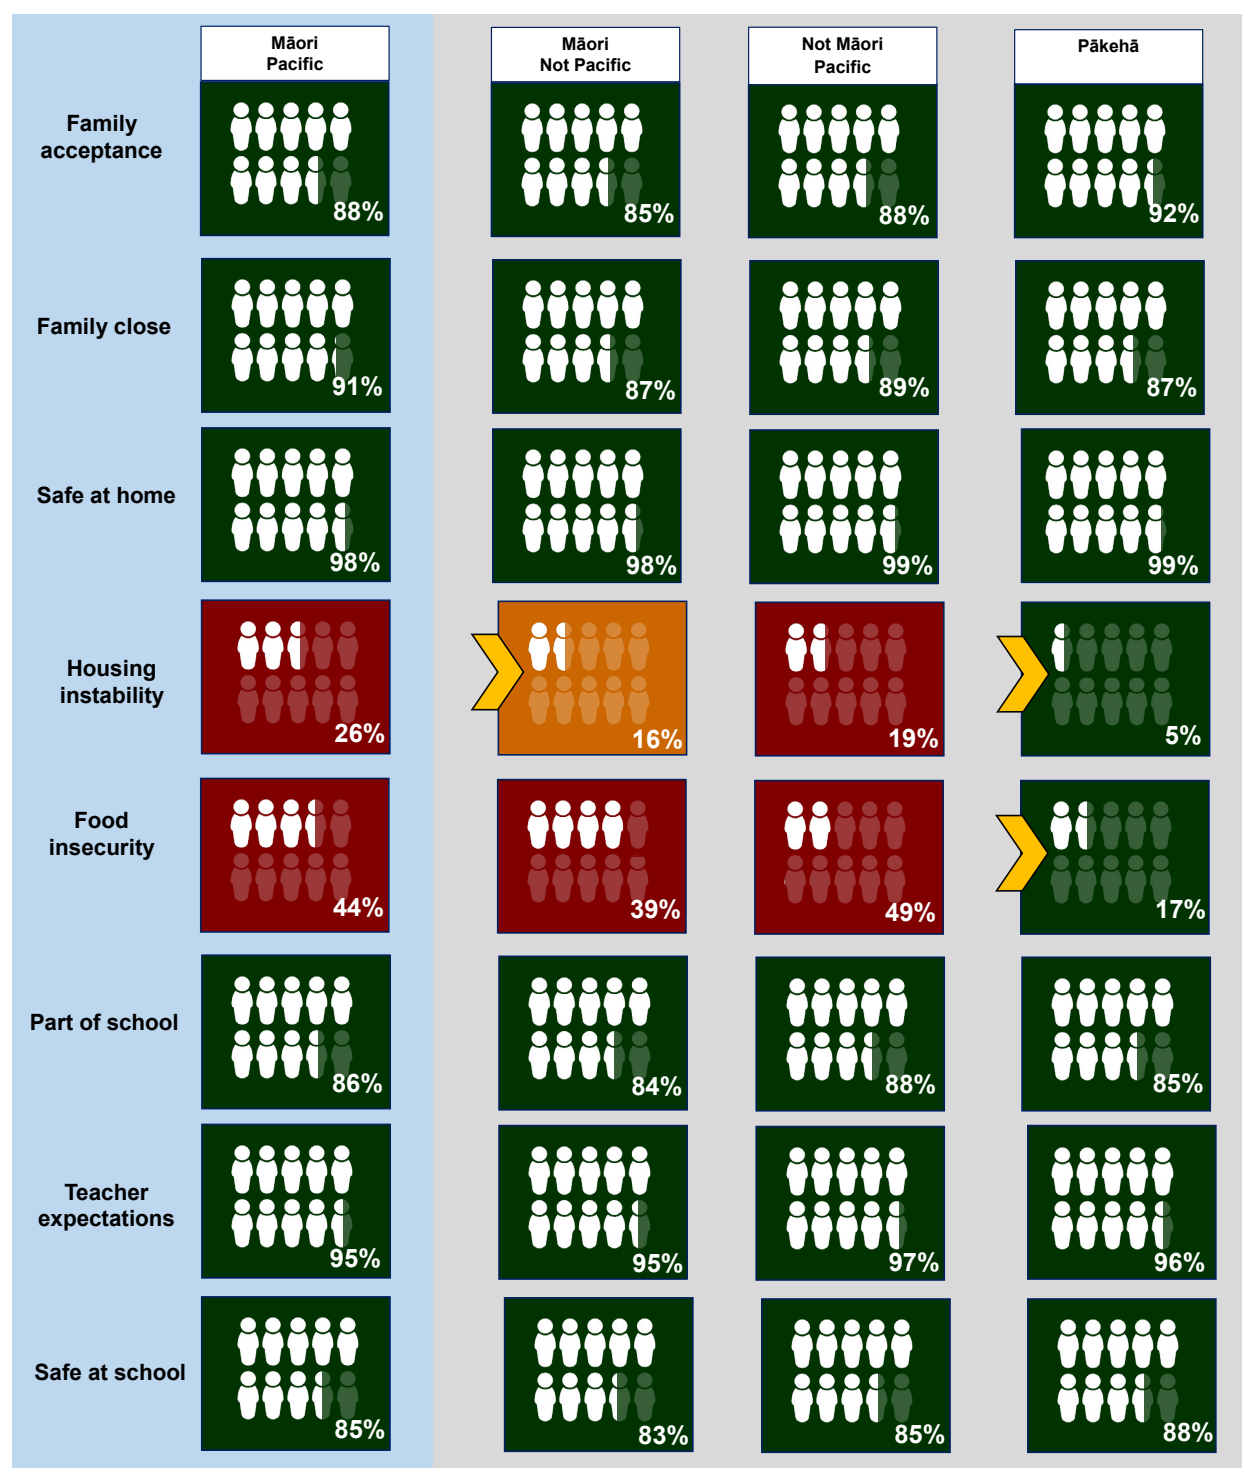 Māori
Pacific
Māori
Not Pacific
Not Māori
Pacific
Pākehā
Family
acceptance
88%
85%
88%
92%
Family close
91%
87%
89%
87%
Safe at home
98%
98%
99%
99%
Housing
instability
26%
16%
19%
5%
Food
insecurity
44%
39%
49%
17%
Part of school
86%
84%
88%
85%
Teacher
expectations
95%
95%
97%
96%
Safe at school
85%
83%
85%
88%